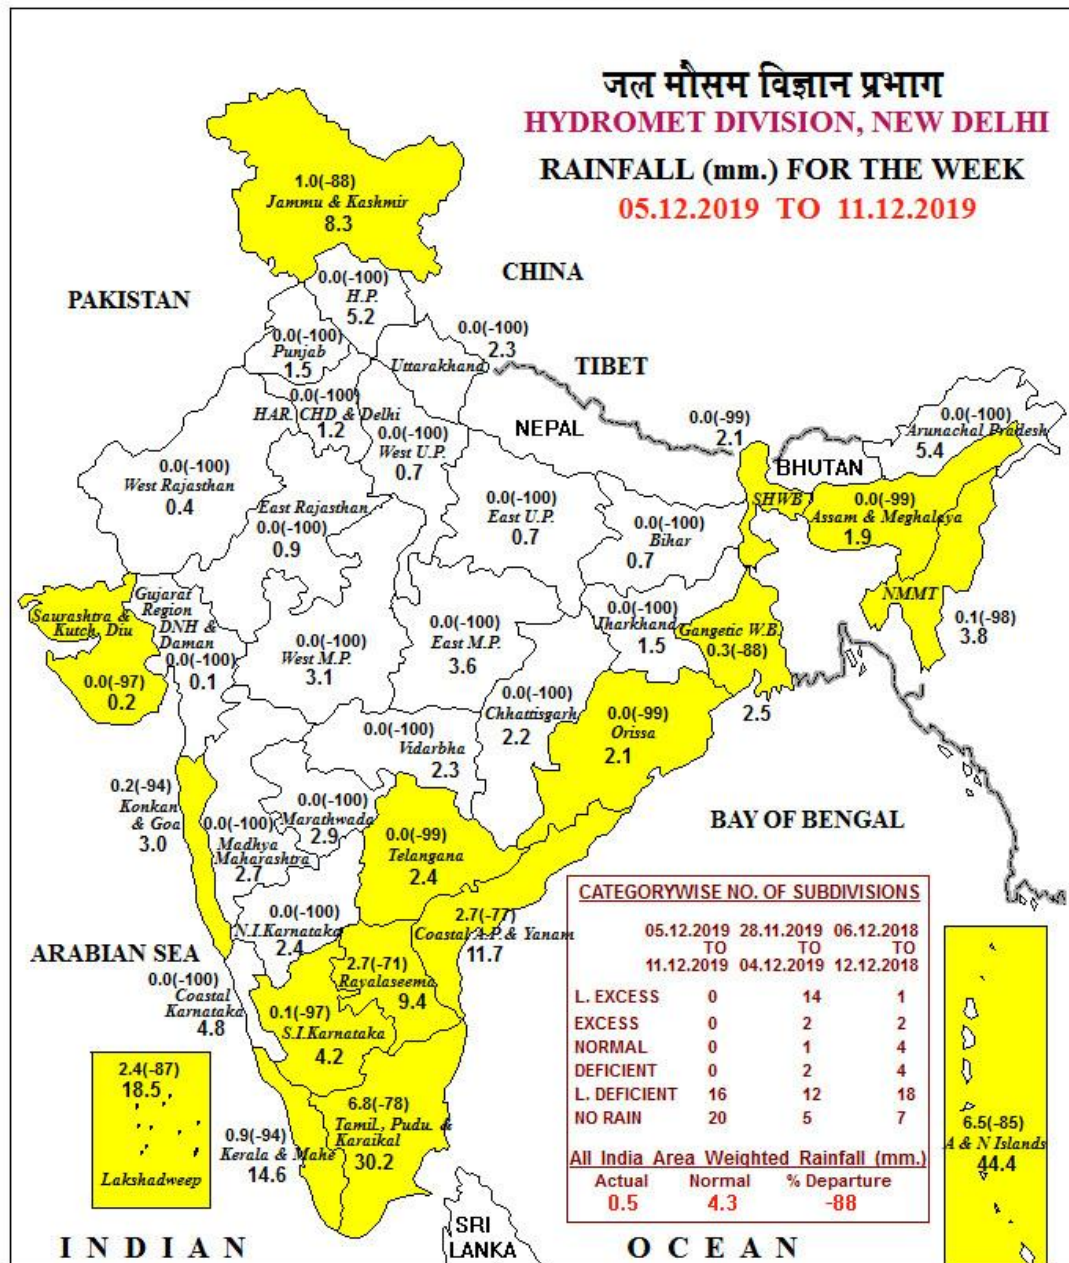 जल मौसम विज्ञान प्रभाग
HYDROMET DIVISION, NEW DELHI
RAINFALL (mm.) FOR THE WEEK
05.12.2019 TO 11.12.2019
1.0(-88)
Jammu & Kashmir
8.3
CHINA
PAKISTAN
0.0(-100)
H.P.
5.2
0.0(-100)
Punjab
1.5
0.0(-100)
2.3
Uttarakhand
TIBET
0.0(-100)
HAR. CHD & Delhi
1.2
NEPAL
0.0(-99)
2.1
0.0(-100)
Arunachal Pradesh
5.4
0.0(-100)
West U.P.
0.7
BHUTAN
0.0(-100)
West Rajasthan
0.4
East Rajasthan
0.0(-100)
0.9
0.0(-100)
East U.P.
0.7
0.0(-100)
Bihar
0.7
SHWB
0.0(-99)
Assam & Meghalaya
1.9
NMMT
0.1(-98)
3.8
Saurashtra &
Kutch, Diu
0.0(-97)
0.2
Gujarat
Region
DNH &
Daman
0.0(-100)
0.1
0.0(-100)
West M.P.
3.1
0.0(-100)
East M.P.
3.6
0.0(-100)
Jharkhand
1.5
Gangetic W.B.
0.3(-88)
2.5
0.0(-100)
Chhattisgarh
2.2
0.0(-99)
Orissa
2.1
0.0(-100)
Vidarbha
2.3
0.2(-94)
Konkan
& Goa
3.0
0.0(-100)
Madhya
Maharashtra
2.7
0.0(-100)
Marathwada
2.9
0.0(-99)
Telangana
2.4
BAY OF BENGAL
0.0(-100)
N.I.Karnataka
2.4
2.7(-77)
Coastal A.P.& Yanam
11.7
ARABIAN SEA
0.0(-100)
Coastal
Karnataka
4.8
2.7(-71)
Rayalaseema
9.4
0.1(-97)
S.I.Karnataka
4.2
2.4(-87)
18.5
Lakshadweep
0.9(-94)
Kerala & Mahe
14.6
6.8(-78)
Tamil., Pudu. &
Karaikal
30.2
CATEGORYWISE NO. OF SUBDIVISIONS
05.12.2019 28.11.2019 06.12.2018
TO TO TO
11.12.2019 04.12.2019 12.12.2018
L. EXCESS 0 14 1
EXCESS 0 2 2
NORMAL 0 1 4
DEFICIENT 0 2 4
L. DEFICIENT 16 12 18
NO RAIN 20 5 7
All India Area Weighted Rainfall (mm.)
Actual Normal % Departure
0.5 4.3 -88
6.5(-85)
A & N Islands
44.4
SRI
LANKA
INDIAN OCEAN